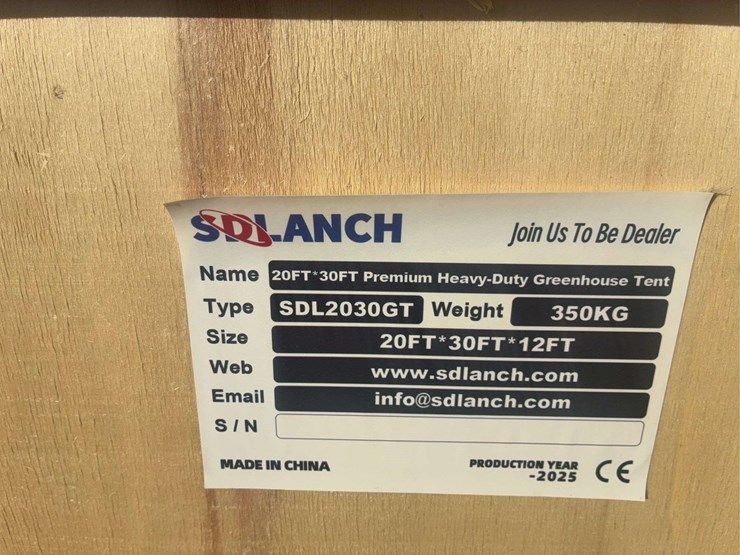 SDLANCH Join Us To Be Dealer
Name 20FT*30FT Premium Heavy-Duty Greenhouse Tent
Type SDL2030GT Weight 350KG
Size 20FT*30FT*12FT
Web www.sdlanch.com
Email info@sdlanch.com
S/N
MADE IN CHINA PRODUCTION YEAR
-2025 CE